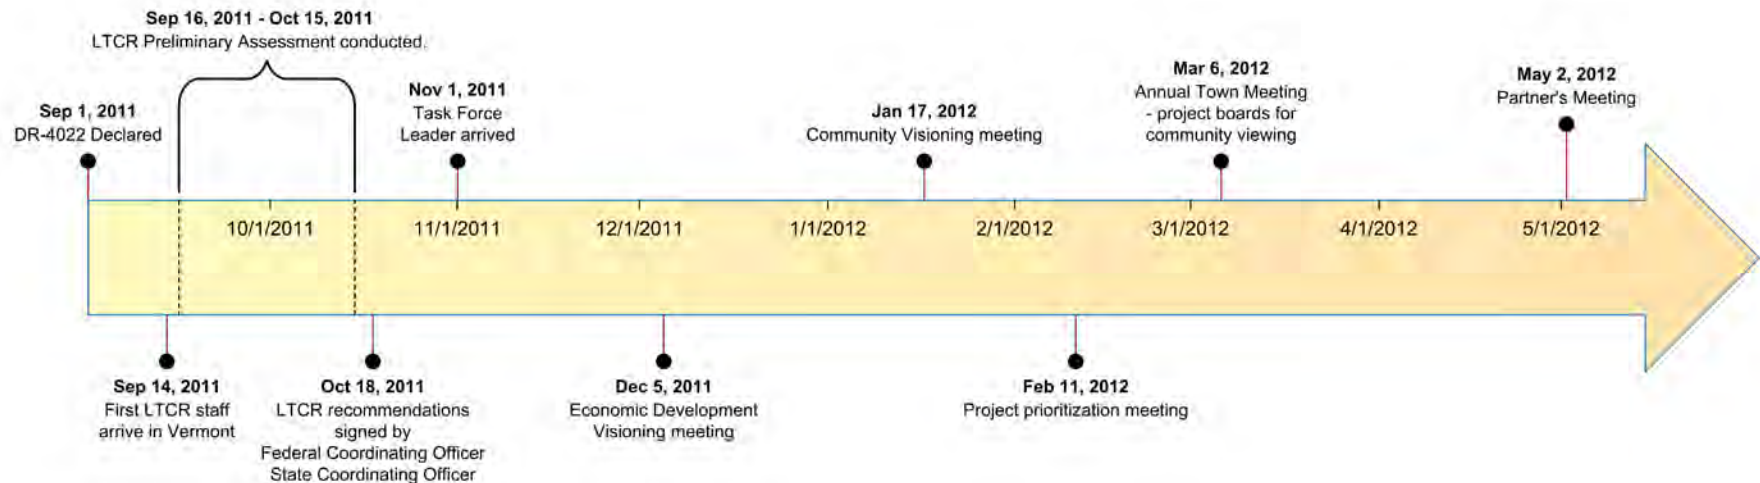 Sep 16, 2011 - Oct 15, 2011
LTCR Preliminary Assessment conducted.
Sep 1, 2011
DR-4022 Declared
Nov 1, 2011
Task Force
Leader arrived
Jan 17, 2012
Community Visioning meeting
Mar 6, 2012
Annual Town Meeting
- project boards for
community viewing
May 2, 2012
Partner's Meeting
10/1/2011
11/1/2011
12/1/2011
1/1/2012
2/1/2012
3/1/2012
4/1/2012
5/1/2012
Sep 14, 2011
First LTCR staff
arrive in Vermont
Oct 18, 2011
LTCR recommendations
signed by
Federal Coordinating Officer
State Coordinating Officer
Dec 5, 2011
Economic Development
Visioning meeting
Feb 11, 2012
Project prioritization meeting